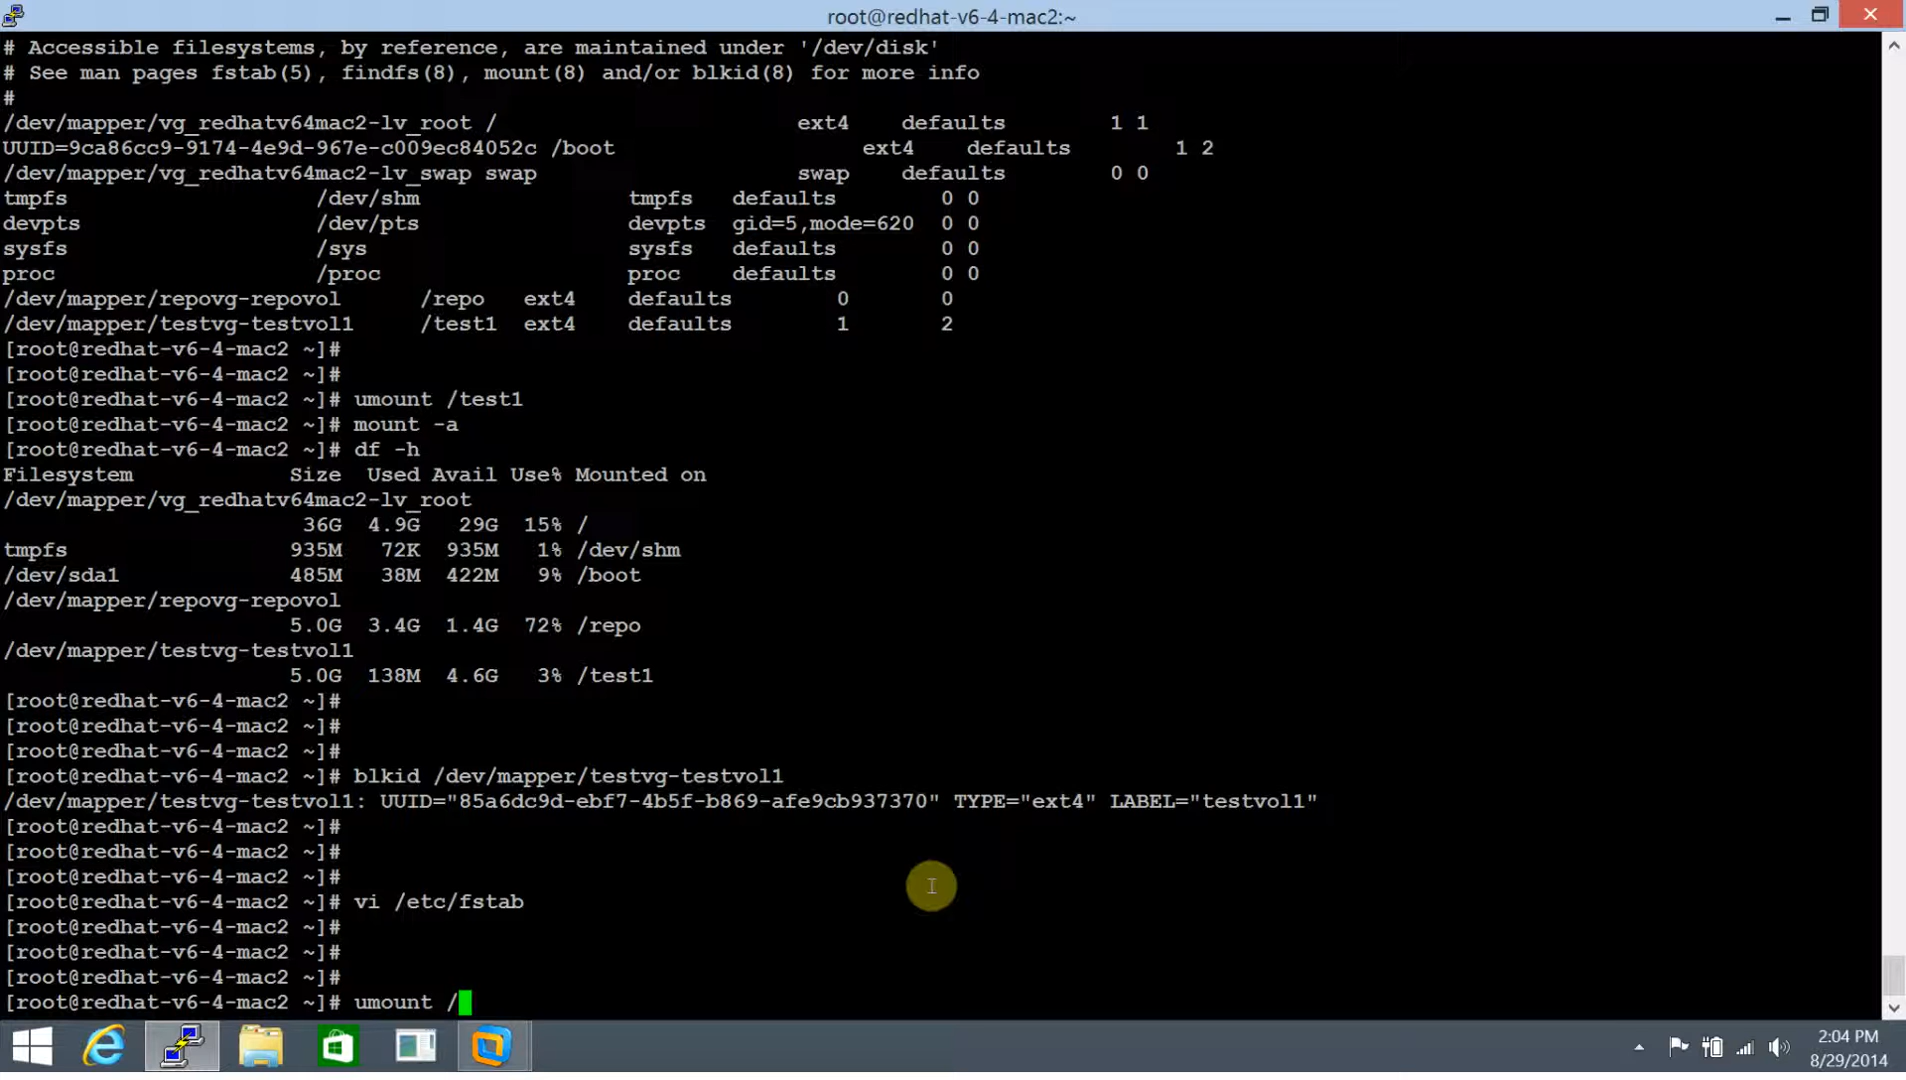 root@redhat-v6-4-mac2:~
# Accessible filesystems, by reference, are maintained under '/dev/disk'
# See man pages fstab(5), findfs(8), mount(8) and/or blkid(8) for more info
#
/dev/mapper/vg_redhatv64mac2-lv_root / ext4 defaults 1 1
UUID=9ca86cc9-9174-4e9d-967e-c009ec84052c /boot ext4 defaults 1 2
/dev/mapper/vg_redhatv64mac2-lv_swap swap swap defaults 0 0
tmpfs /dev/shm tmpfs defaults 0 0
devpts /dev/pts devpts gid=5,mode=620 0 0
sysfs /sys sysfs defaults 0 0
proc /proc proc defaults 0 0
/dev/mapper/repovg-repovol /repo ext4 defaults 0 0
/dev/mapper/testvg-testvol1 /test1 ext4 defaults 1 2
[root@redhat-v6-4-mac2 ~]#
[root@redhat-v6-4-mac2 ~]#
[root@redhat-v6-4-mac2 ~]# umount /test1
[root@redhat-v6-4-mac2 ~]# mount -a
[root@redhat-v6-4-mac2 ~]# df -h
Filesystem Size Used Avail Use% Mounted on
/dev/mapper/vg_redhatv64mac2-lv_root
36G 4.9G 29G 15% /
tmpfs 935M 72K 935M 1% /dev/shm
/dev/sda1 485M 38M 422M 9% /boot
/dev/mapper/repovg-repovol
5.0G 3.4G 1.4G 72% /repo
/dev/mapper/testvg-testvol1
5.0G 138M 4.6G 3% /test1
[root@redhat-v6-4-mac2 ~]#
[root@redhat-v6-4-mac2 ~]#
[root@redhat-v6-4-mac2 ~]#
[root@redhat-v6-4-mac2 ~]# blkid /dev/mapper/testvg-testvol1
/dev/mapper/testvg-testvol1: UUID="85a6dc9d-ebf7-4b5f-b869-afe9cb937370" TYPE="ext4" LABEL="testvol1"
[root@redhat-v6-4-mac2 ~]#
[root@redhat-v6-4-mac2 ~]#
[root@redhat-v6-4-mac2 ~]#
[root@redhat-v6-4-mac2 ~]# vi /etc/fstab
[root@redhat-v6-4-mac2 ~]#
[root@redhat-v6-4-mac2 ~]#
[root@redhat-v6-4-mac2 ~]#
[root@redhat-v6-4-mac2 ~]# umount /
2:04 PM
8/29/2014